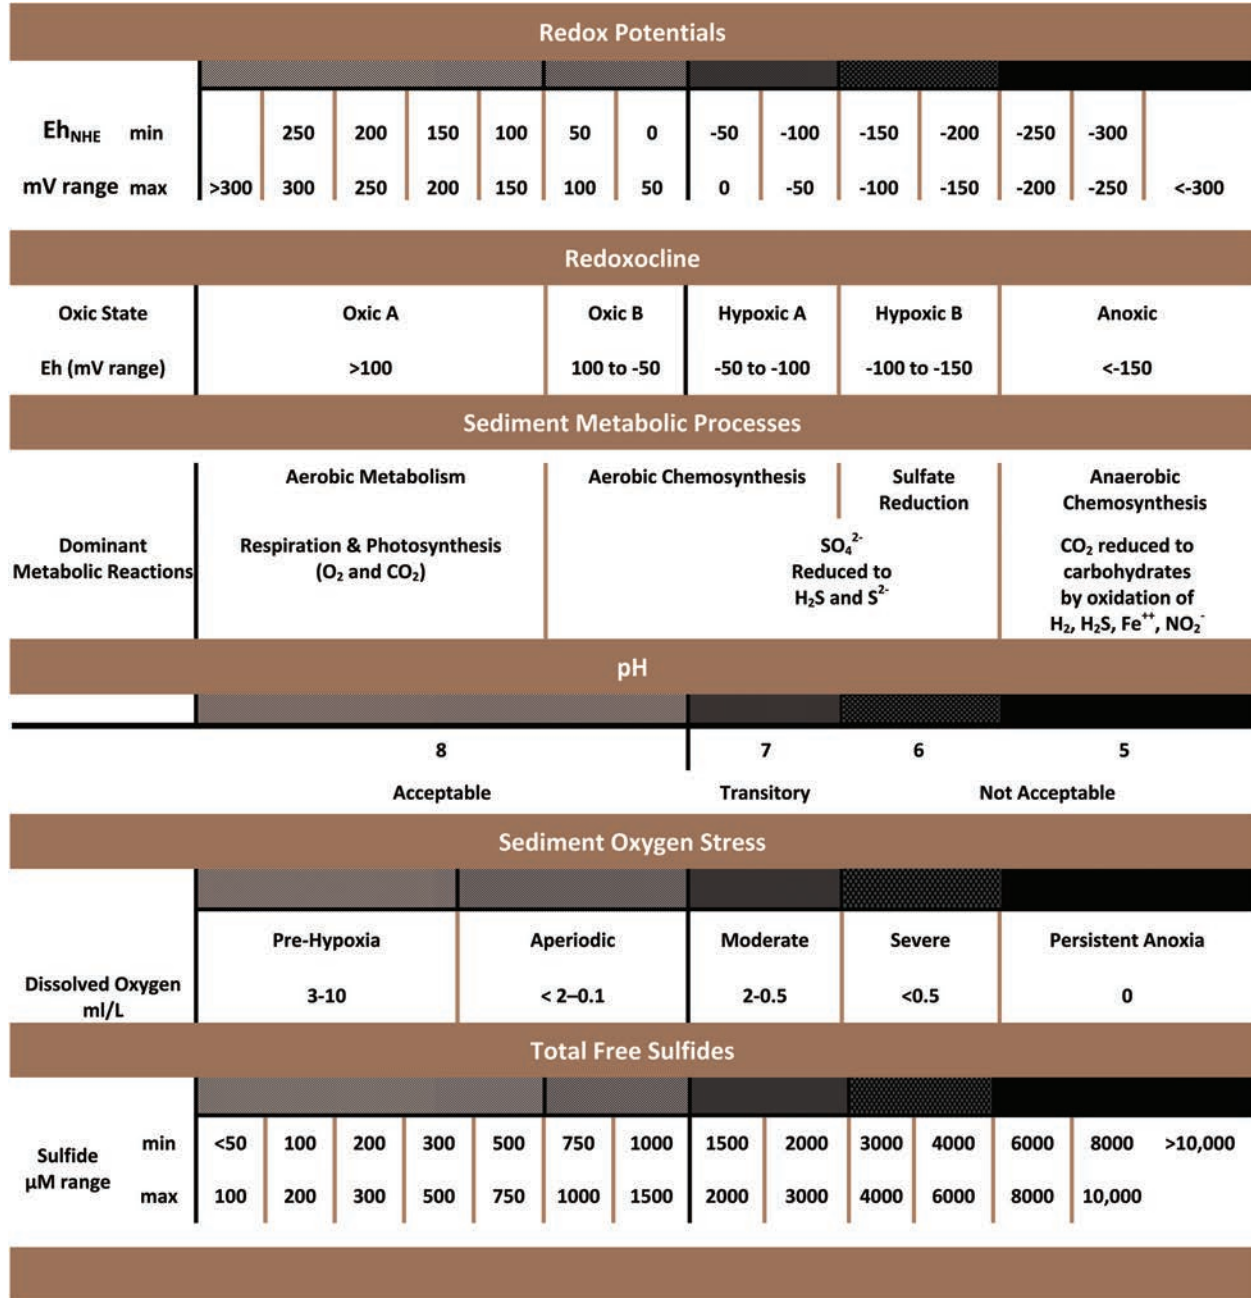 Redox Potentials
Eh_NHE min 250 200 150 100 50 0 -50 -100 -150 -200 -250 -300
mV range max >300 300 250 200 150 100 50 0 -50 -100 -150 -200 -250 <-300
Redoxocline
Oxic State Oxic A Oxic B Hypoxic A Hypoxic B Anoxic
Eh (mV range) >100 100 to -50 -50 to -100 -100 to -150 <-150
Sediment Metabolic Processes
Aerobic Metabolism Aerobic Chemosynthesis Sulfate Anaerobic
Reduction Chemosynthesis
Dominant Respiration & Photosynthesis SO₄²⁻ CO₂ reduced to
Metabolic Reactions (O₂ and CO₂) Reduced to carbohydrates
H₂S and S²⁻ by oxidation of
H₂, H₂S, Fe⁺⁺, NO₂⁻
pH
8 7 6 5
Acceptable Transitory Not Acceptable
Sediment Oxygen Stress
Pre-Hypoxia Aperiodic Moderate Severe Persistent Anoxia
Dissolved Oxygen 3-10 < 2–0.1 2-0.5 <0.5 0
ml/L
Total Free Sulfides
min <50 100 200 300 500 750 1000 1500 2000 3000 4000 6000 8000 >10,000
Sulfide
µM range
max 100 200 300 500 750 1000 1500 2000 3000 4000 6000 8000 10,000